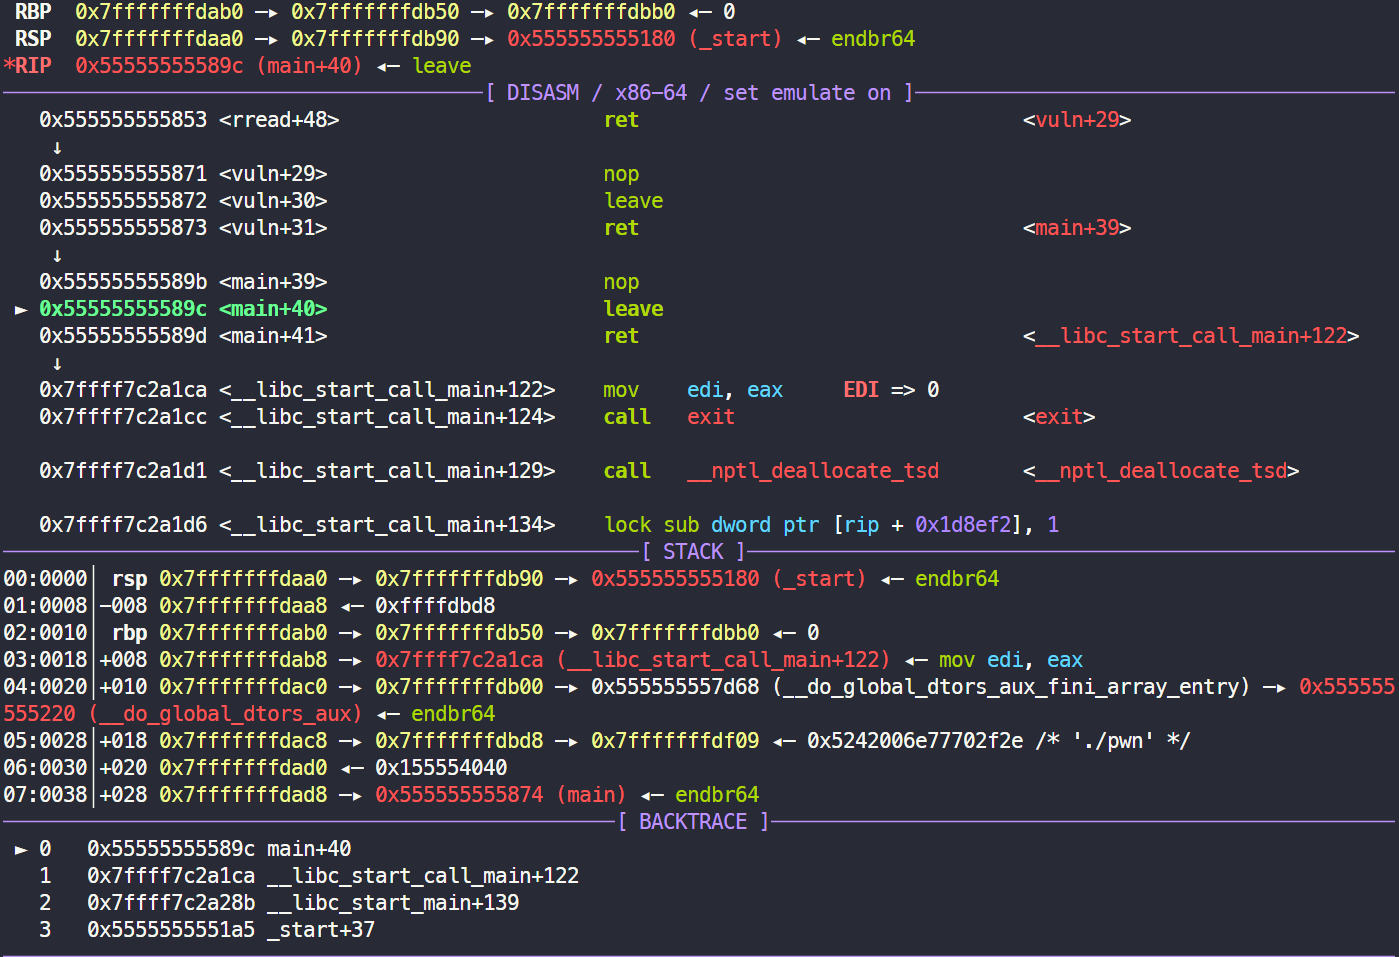 RBP  0x7fffffffdab0 —▸ 0x7fffffffdb50 —▸ 0x7fffffffdbb0 ◂— 0
RSP  0x7fffffffdaa0 —▸ 0x7fffffffdb90 —▸ 0x555555555180 (_start) ◂— endbr64
*RIP  0x55555555589c (main+40) ◂— leave
[ DISASM / x86-64 / set emulate on ]
0x555555555853 <rread+48>                      ret                                <vuln+29>
↓
0x555555555871 <vuln+29>                       nop
0x555555555872 <vuln+30>                       leave
0x555555555873 <vuln+31>                       ret                                <main+39>
↓
0x55555555589b <main+39>                       nop
► 0x55555555589c <main+40>                       leave
0x55555555589d <main+41>                       ret                                <__libc_start_call_main+122>
↓
0x7ffff7c2a1ca <__libc_start_call_main+122>    mov    edi, eax     EDI => 0
0x7ffff7c2a1cc <__libc_start_call_main+124>    call   exit                        <exit>
0x7ffff7c2a1d1 <__libc_start_call_main+129>    call   __nptl_deallocate_tsd       <__nptl_deallocate_tsd>
0x7ffff7c2a1d6 <__libc_start_call_main+134>    lock sub dword ptr [rip + 0x1d8ef2], 1
[ STACK ]
00:0000│ rsp 0x7fffffffdaa0 —▸ 0x7fffffffdb90 —▸ 0x555555555180 (_start) ◂— endbr64
01:0008│-008 0x7fffffffdaa8 ◂— 0xffffdbd8
02:0010│ rbp 0x7fffffffdab0 —▸ 0x7fffffffdb50 —▸ 0x7fffffffdbb0 ◂— 0
03:0018│+008 0x7fffffffdab8 —▸ 0x7ffff7c2a1ca (__libc_start_call_main+122) ◂— mov edi, eax
04:0020│+010 0x7fffffffdac0 —▸ 0x7fffffffdb00 —▸ 0x555555557d68 (__do_global_dtors_aux_fini_array_entry) —▸ 0x555555
555220 (__do_global_dtors_aux) ◂— endbr64
05:0028│+018 0x7fffffffdac8 —▸ 0x7fffffffdbd8 —▸ 0x7fffffffdf09 ◂— 0x5242006e77702f2e /* './pwn' */
06:0030│+020 0x7fffffffdad0 ◂— 0x155554040
07:0038│+028 0x7fffffffdad8 —▸ 0x555555555874 (main) ◂— endbr64
[ BACKTRACE ]
► 0   0x55555555589c main+40
1   0x7ffff7c2a1ca __libc_start_call_main+122
2   0x7ffff7c2a28b __libc_start_main+139
3   0x5555555551a5 _start+37